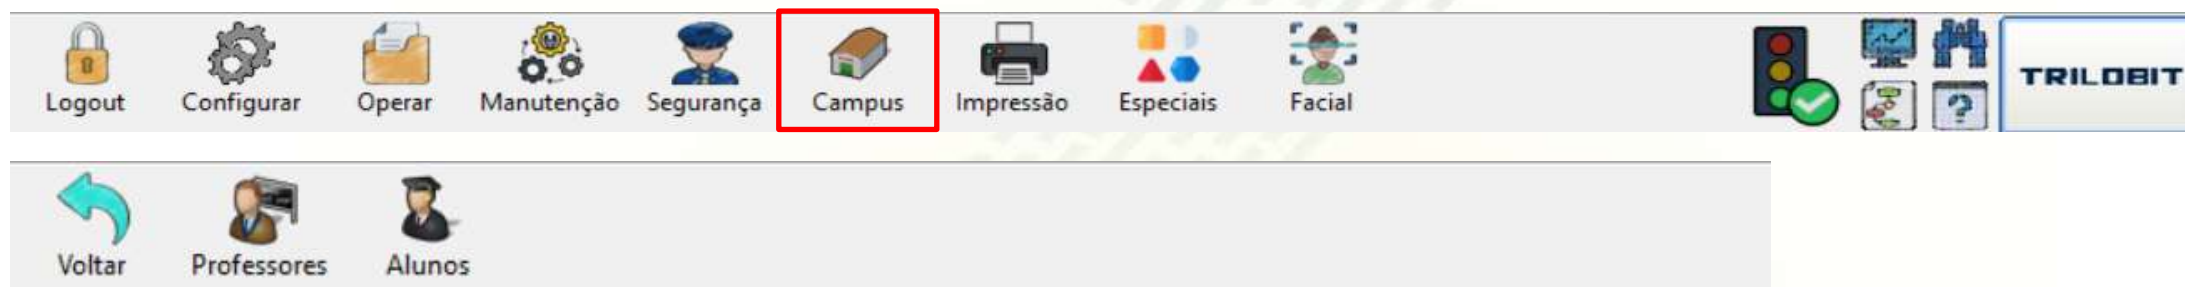 Logout Configurar Operar Manutenção Segurança Campus Impressão Especiais Facial TRILOBIT
Voltar Professores Alunos